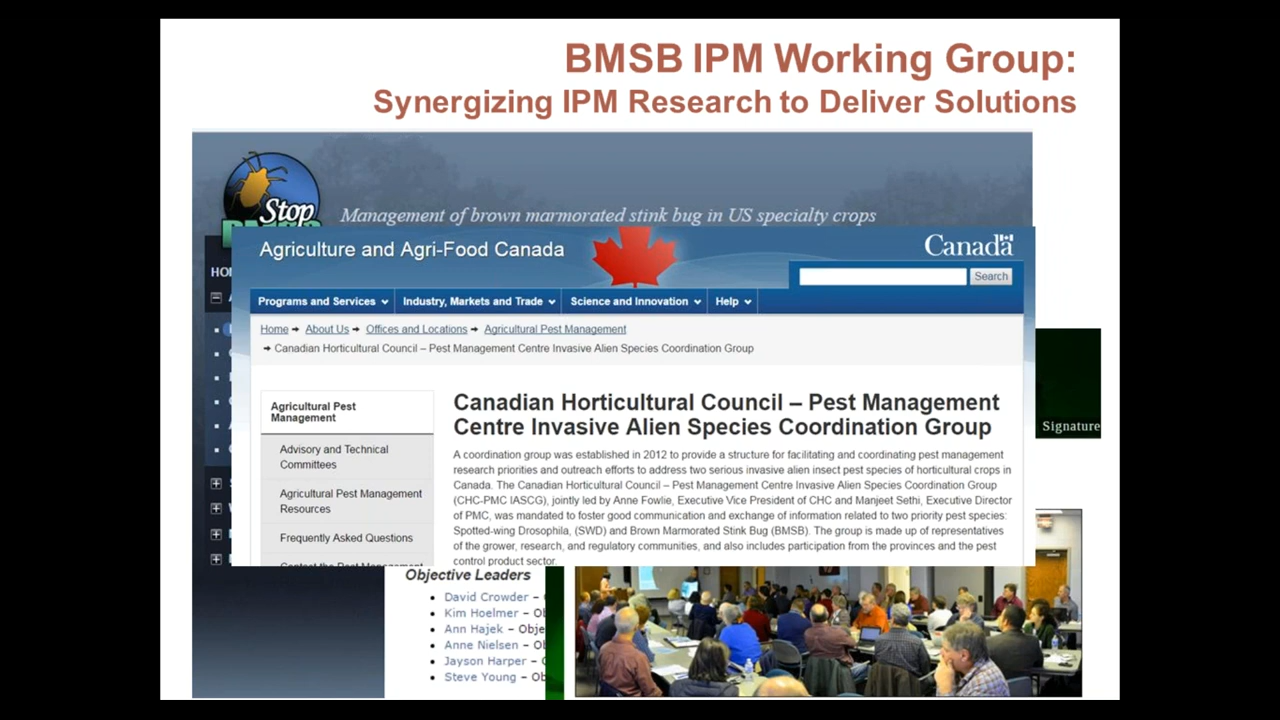 BMSB IPM Working Group:
Synergizing IPM Research to Deliver Solutions
Stop
Management of brown marmorated stink bug in US specialty crops
Agriculture and Agri-Food Canada
Canada
Search
Programs and Services
Industry, Markets and Trade
Science and Innovation
Help
Home → About Us → Offices and Locations → Agricultural Pest Management
→ Canadian Horticultural Council – Pest Management Centre Invasive Alien Species Coordination Group
Agricultural Pest
Management
Advisory and Technical
Committees
Agricultural Pest Management
Resources
Frequently Asked Questions
Canadian Horticultural Council – Pest Management
Centre Invasive Alien Species Coordination Group
A coordination group was established in 2012 to provide a structure for facilitating and coordinating pest management
research priorities and outreach efforts to address two serious invasive alien insect pest species of horticultural crops in
Canada. The Canadian Horticultural Council – Pest Management Centre Invasive Alien Species Coordination Group
(CHC-PMC IASCG), jointly led by Anne Fowlie, Executive Vice President of CHC and Manjeet Sethi, Executive Director
of PMC, was mandated to foster good communication and exchange of information related to two priority pest species:
Spotted-wing Drosophila, (SWD) and Brown Marmorated Stink Bug (BMSB). The group is made up of representatives
of the grower, research, and regulatory communities, and also includes participation from the provinces and the pest
control product sector.
Signature
Objective Leaders
David Crowder –
Kim Hoelmer – Ob
Ann Hajek – Obje
Anne Nielsen – Ob
Jayson Harper –
Steve Young – Ob